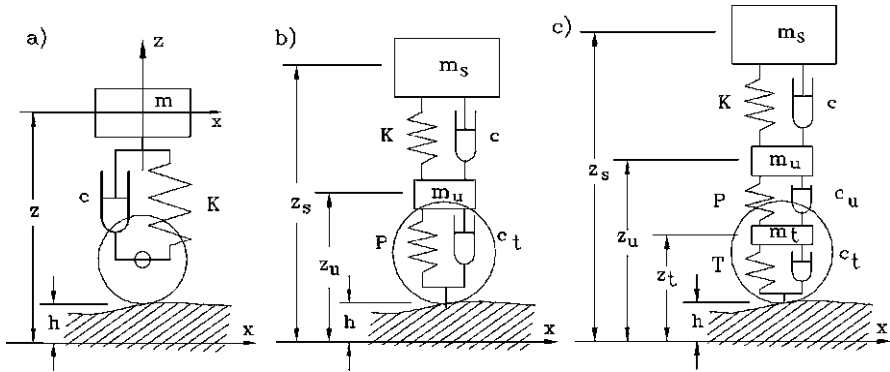 a)
z
m
x
c
K
z
h
x
b)
m_s
K
c
z_s
m_u
P
c_t
z_u
h
x
c)
m_s
K
c
z_s
m_u
P
c_u
z_u
m_t
T
c_t
z_t
h
x